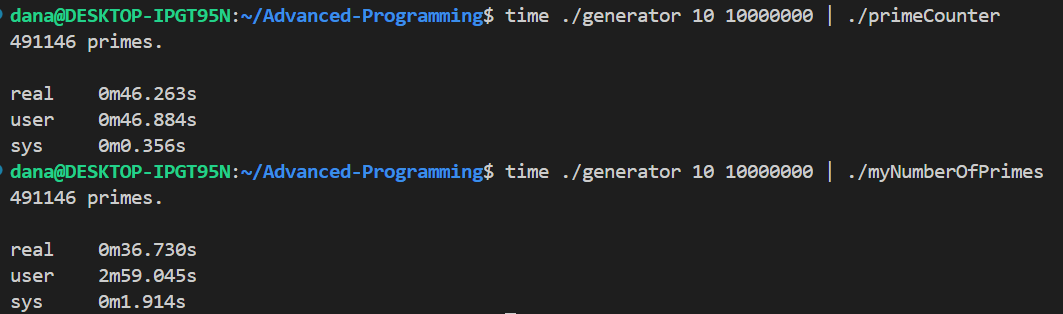 dana@DESKTOP-IPGT95N:~/Advanced-Programming$ time ./generator 10 10000000 | ./primeCounter
491146 primes.
real 0m46.263s
user 0m46.884s
sys 0m0.356s
dana@DESKTOP-IPGT95N:~/Advanced-Programming$ time ./generator 10 10000000 | ./myNumberOfPrimes
491146 primes.
real 0m36.730s
user 2m59.045s
sys 0m1.914s